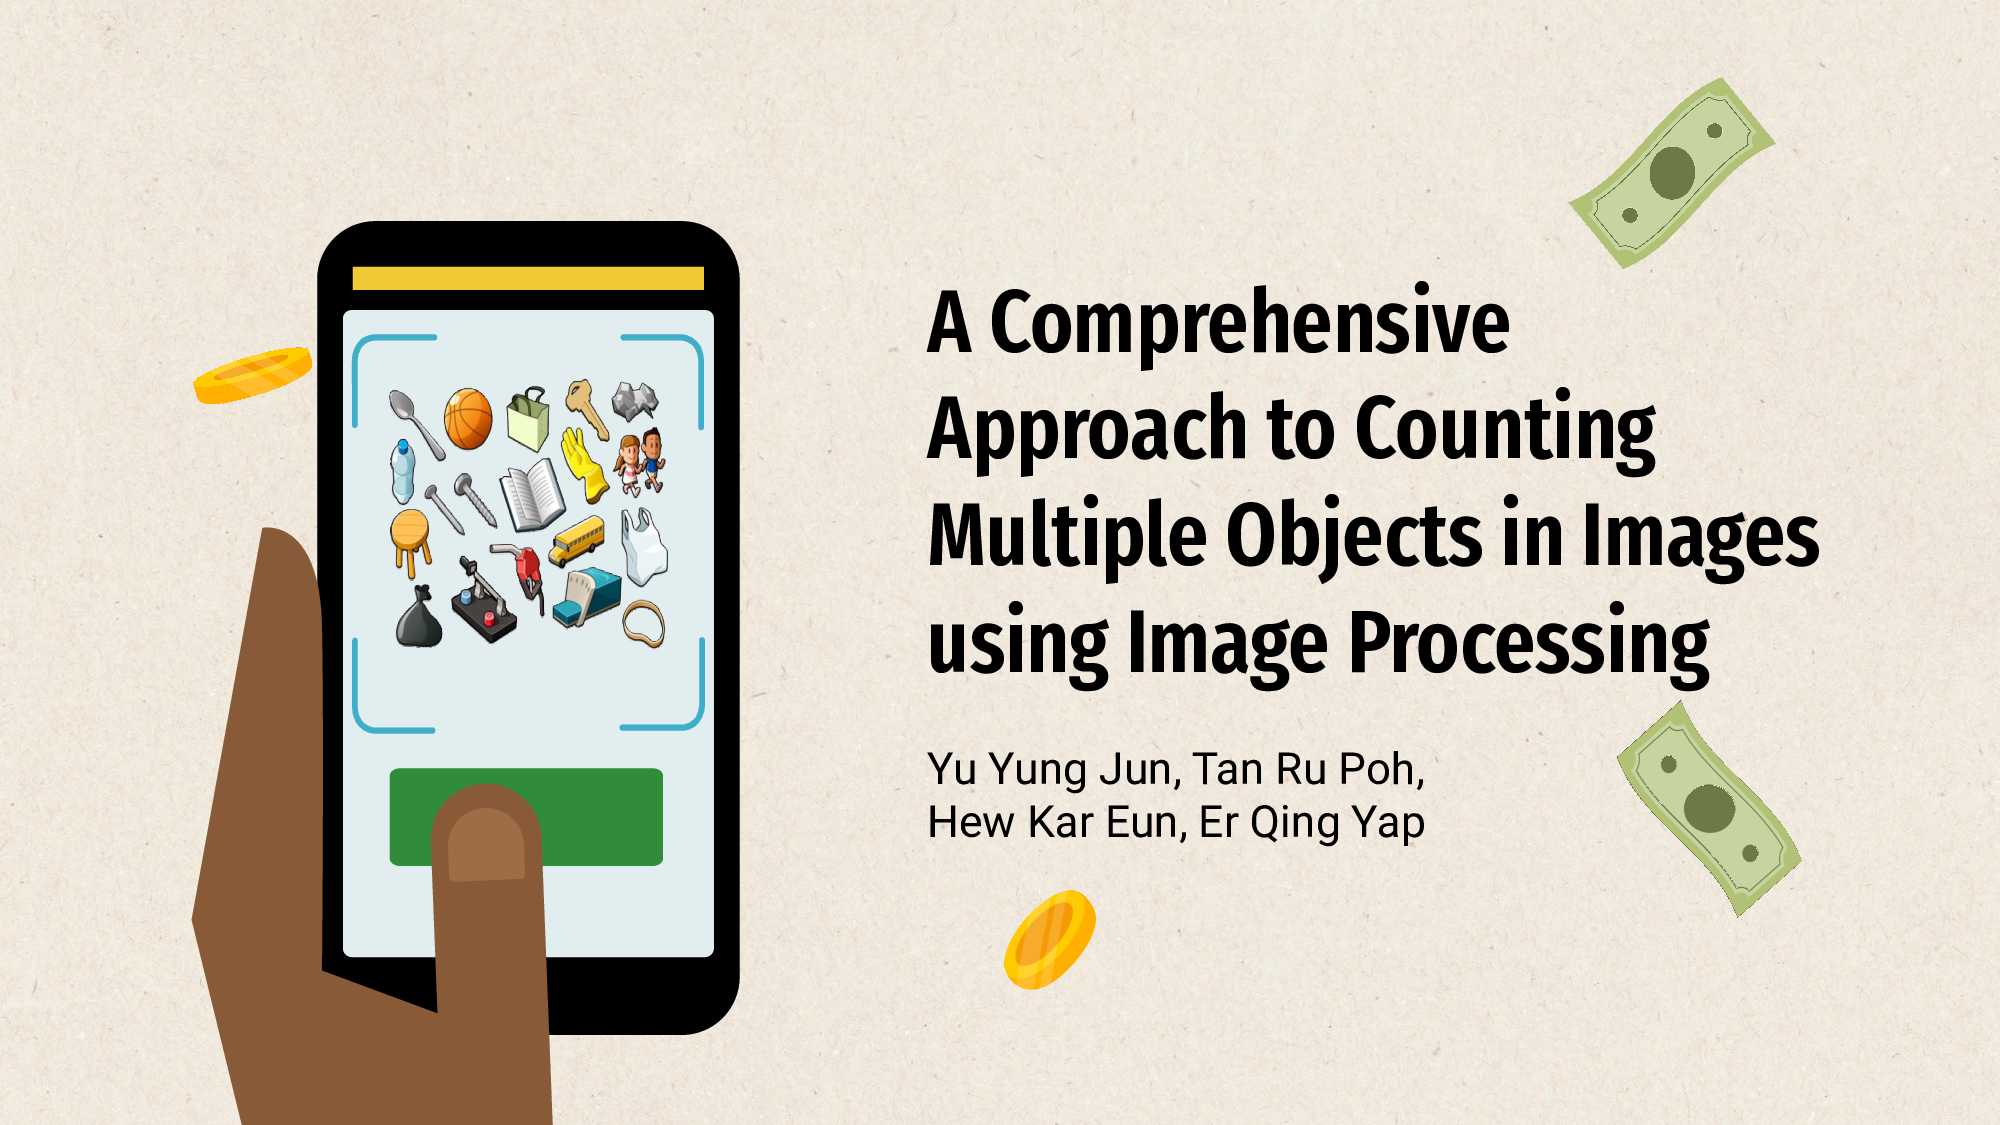 A Comprehensive
Approach to Counting
Multiple Objects in Images
using Image Processing
Yu Yung Jun, Tan Ru Poh,
Hew Kar Eun, Er Qing Yap